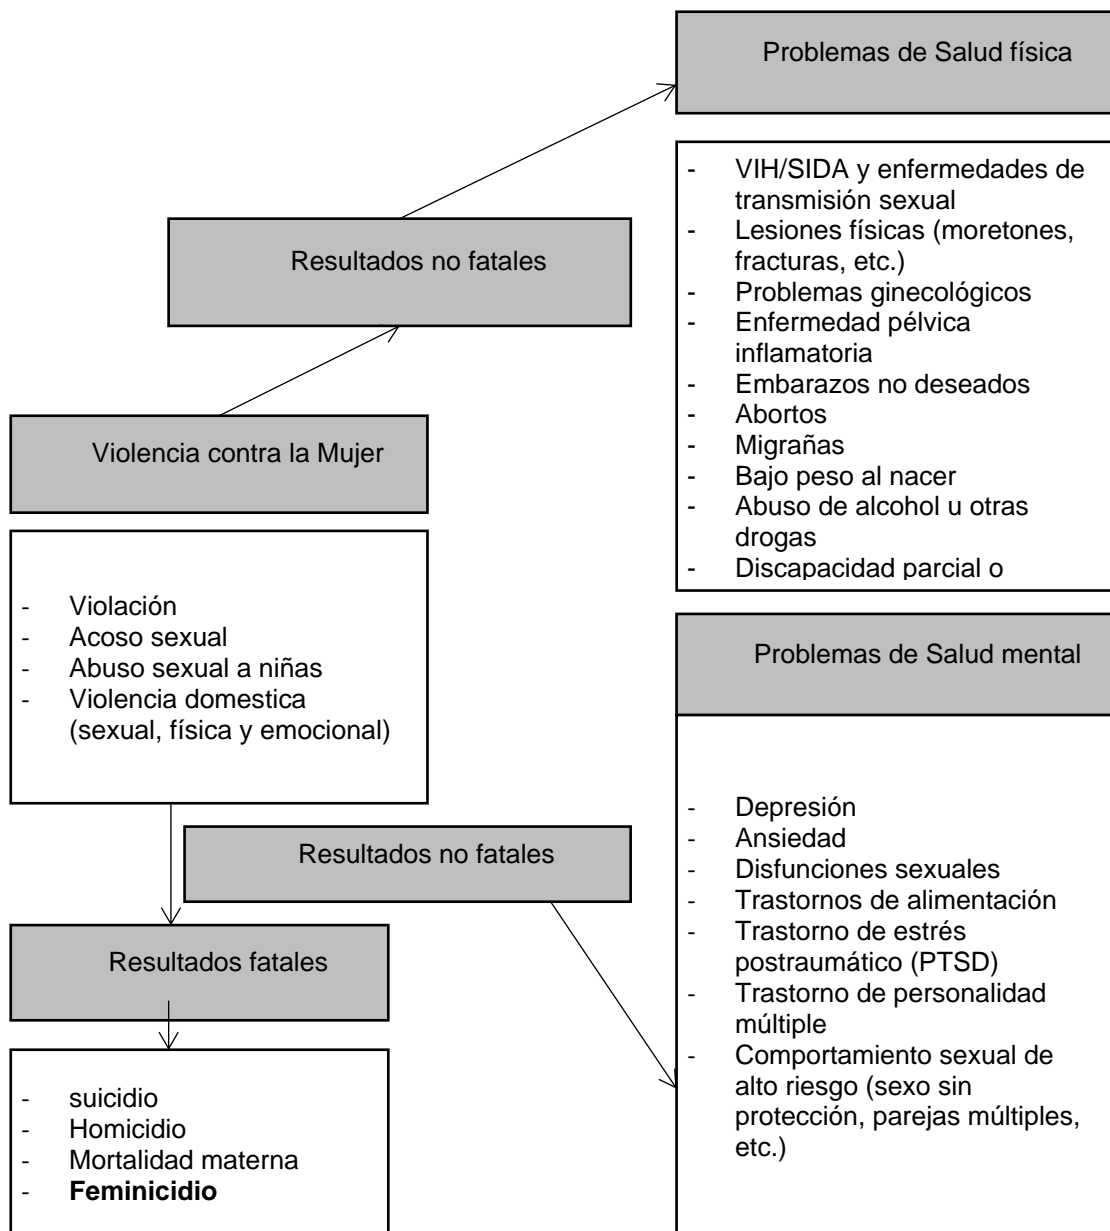 Problemas de Salud física
- VIH/SIDA y enfermedades de
transmisión sexual
- Lesiones físicas (moretones,
fracturas, etc.)
- Problemas ginecológicos
- Enfermedad pélvica
inflamatoria
- Embarazos no deseados
- Abortos
- Migrañas
- Bajo peso al nacer
- Abuso de alcohol u otras
drogas
- Discapacidad parcial o
Resultados no fatales
Violencia contra la Mujer
- Violación
- Acoso sexual
- Abuso sexual a niñas
- Violencia domestica
(sexual, física y emocional)
Problemas de Salud mental
- Depresión
- Ansiedad
- Disfunciones sexuales
- Trastornos de alimentación
- Trastorno de estrés
postraumático (PTSD)
- Trastorno de personalidad
múltiple
- Comportamiento sexual de
alto riesgo (sexo sin
protección, parejas múltiples,
etc.)
Resultados no fatales
Resultados fatales
- suicidio
- Homicidio
- Mortalidad materna
- Feminicidio